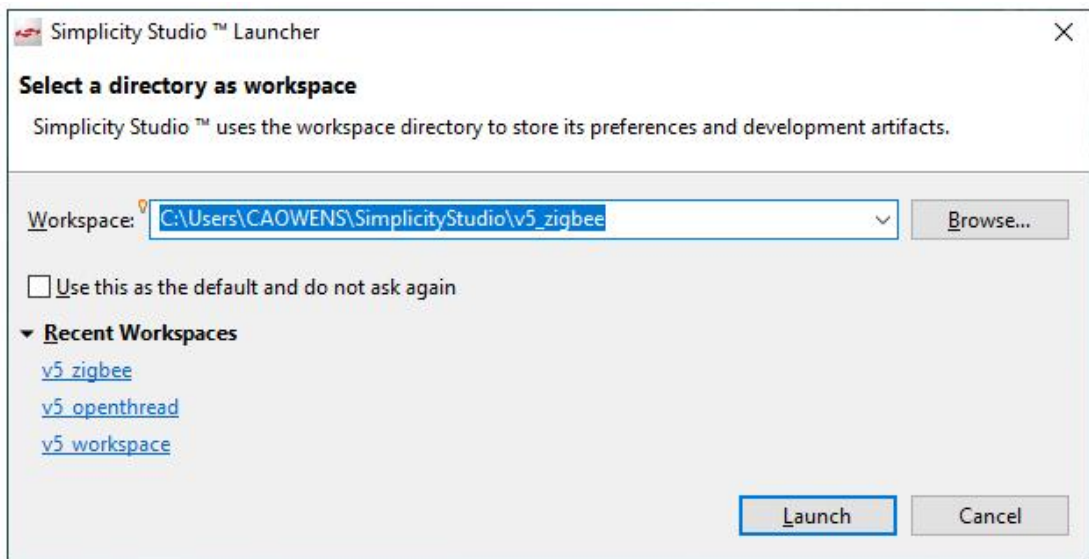 Simplicity Studio ™ Launcher
Select a directory as workspace
Simplicity Studio ™ uses the workspace directory to store its preferences and development artifacts.
Workspace: C:\Users\CAOWENS\SimplicityStudio\v5_zigbee Browse...
Use this as the default and do not ask again
Recent Workspaces
v5_zigbee
v5_openthread
v5_workspace
Launch Cancel